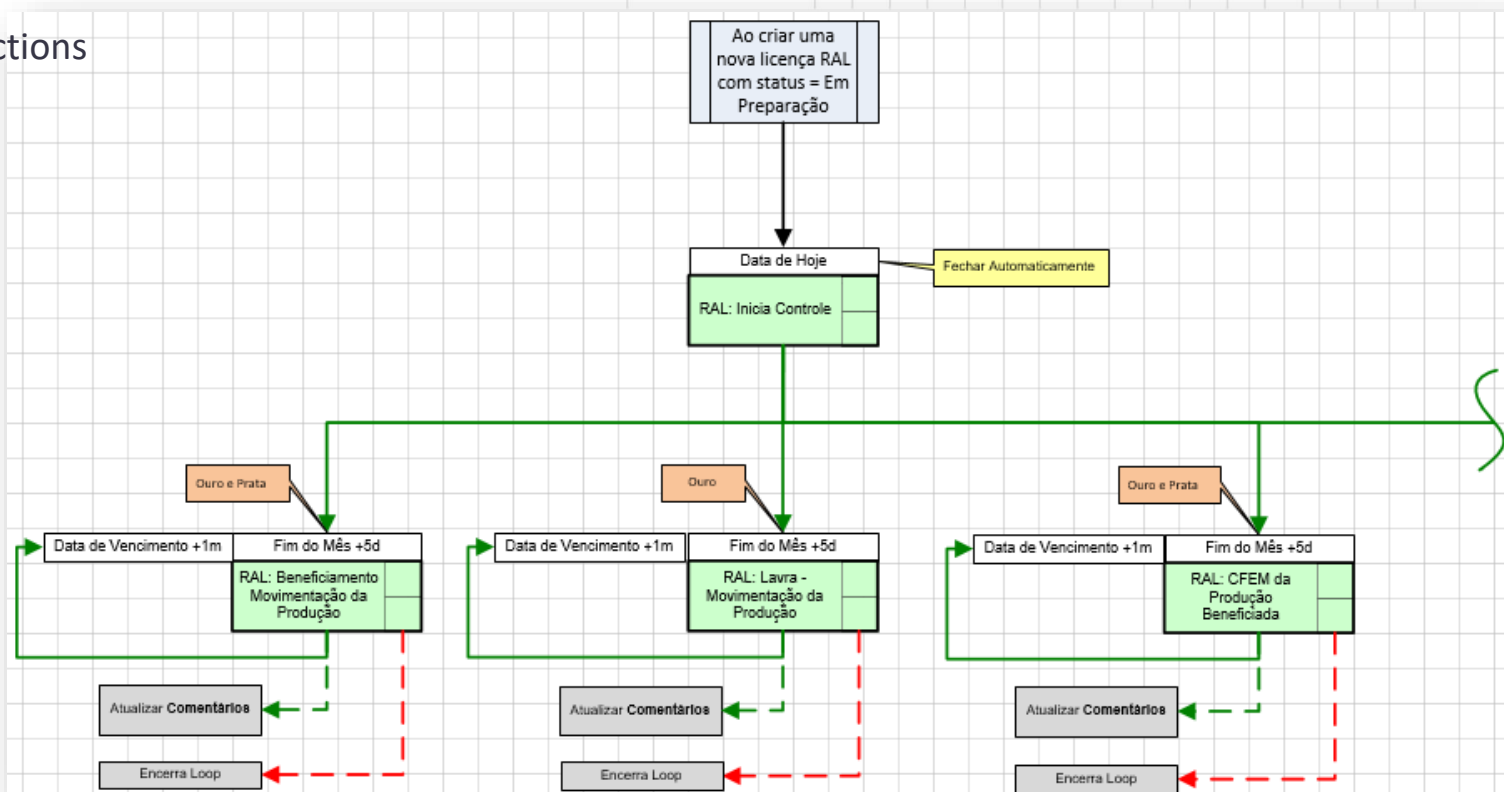 ctions
Ao criar uma
nova licença RAL
com status = Em
Preparação
Data de Hoje
Fechar Automaticamente
RAL: Inicia Controle
Ouro e Prata
Ouro
Ouro e Prata
Data de Vencimento +1m
Fim do Mês +5d
Data de Vencimento +1m
Fim do Mês +5d
Data de Vencimento +1m
Fim do Mês +5d
RAL: Beneficiamento
Movimentação da
Produção
RAL: Lavra -
Movimentação da
Produção
RAL: CFEM da
Produção
Beneficiada
Atualizar Comentários
Atualizar Comentários
Atualizar Comentários
Encerra Loop
Encerra Loop
Encerra Loop